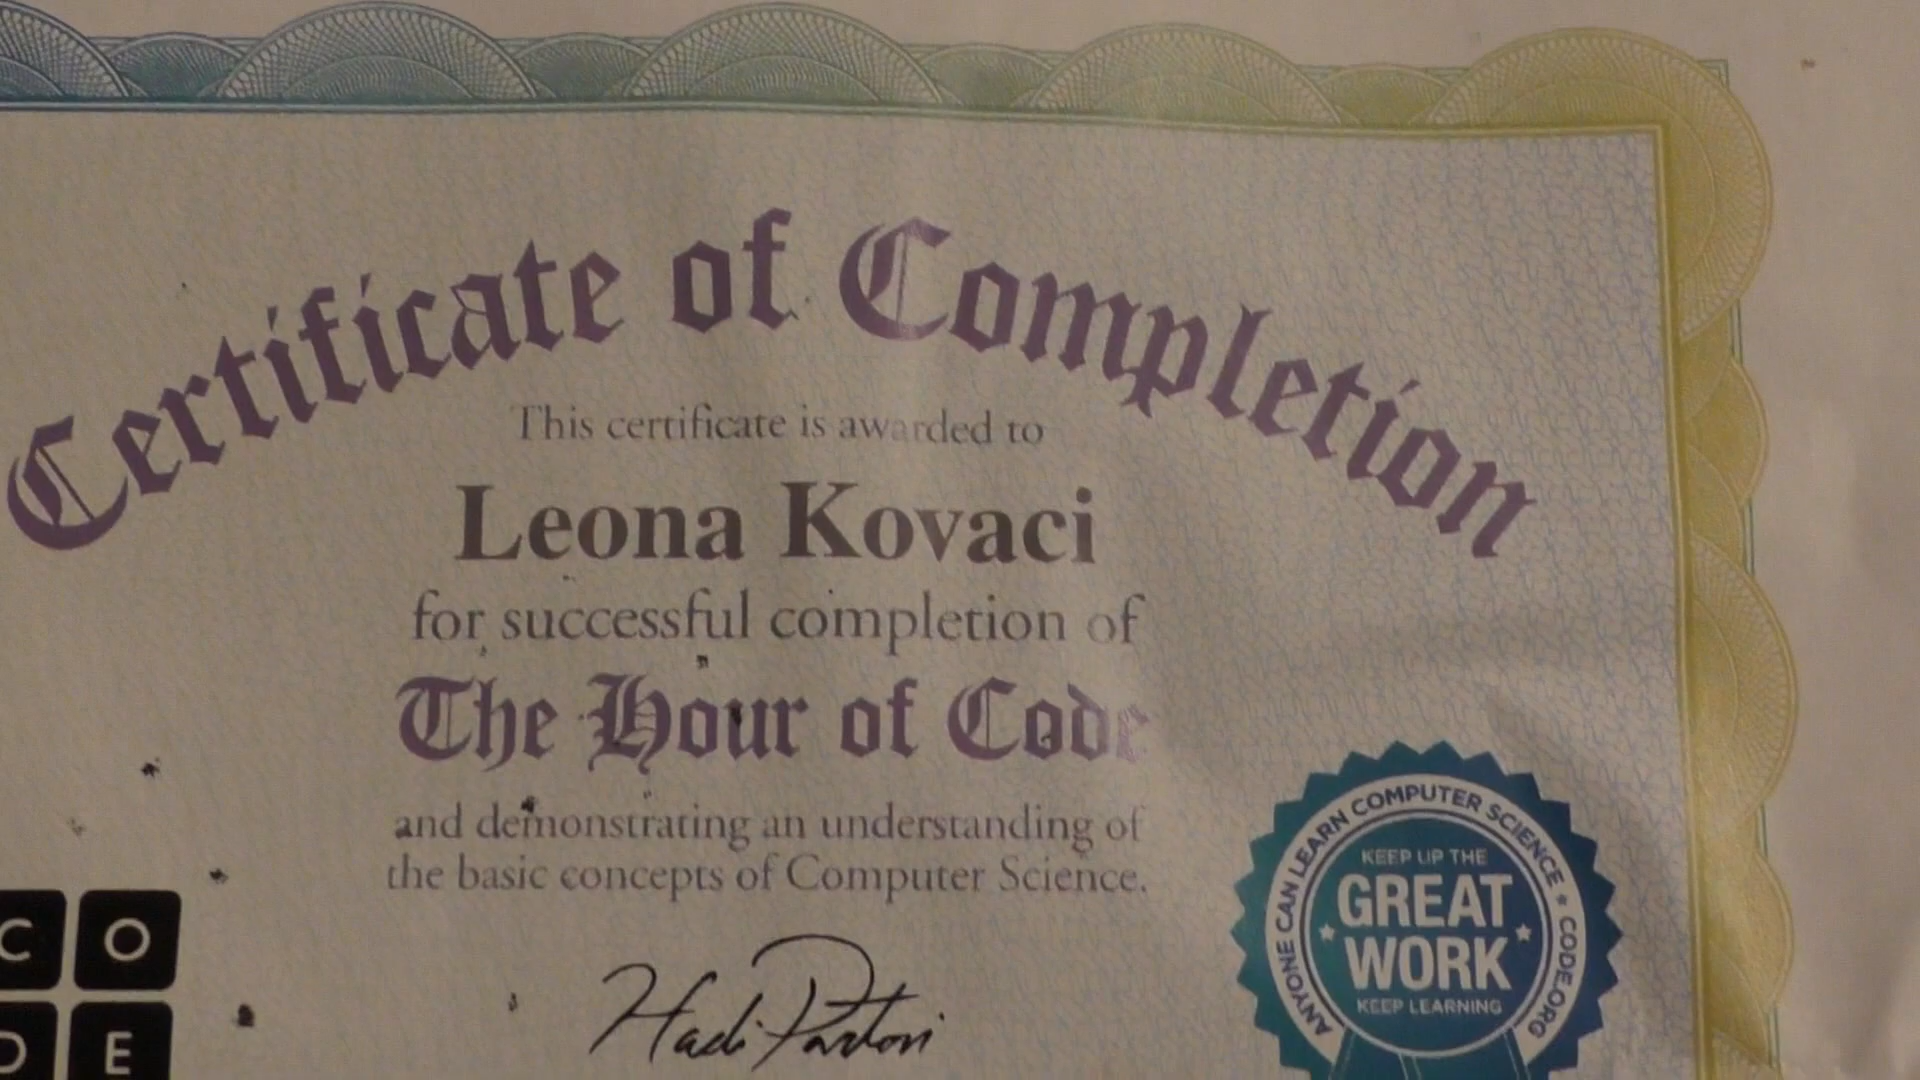 Certificate of Completion
This certificate is awarded to
Leona Kovaci
for successful completion of
The Hour of Code
and demonstrating an understanding of
the basic concepts of Computer Science.
C O
D E
Hadi Partovi
ANYONE CAN LEARN COMPUTER SCIENCE * CODE.ORG
KEEP UP THE
GREAT
WORK
KEEP LEARNING